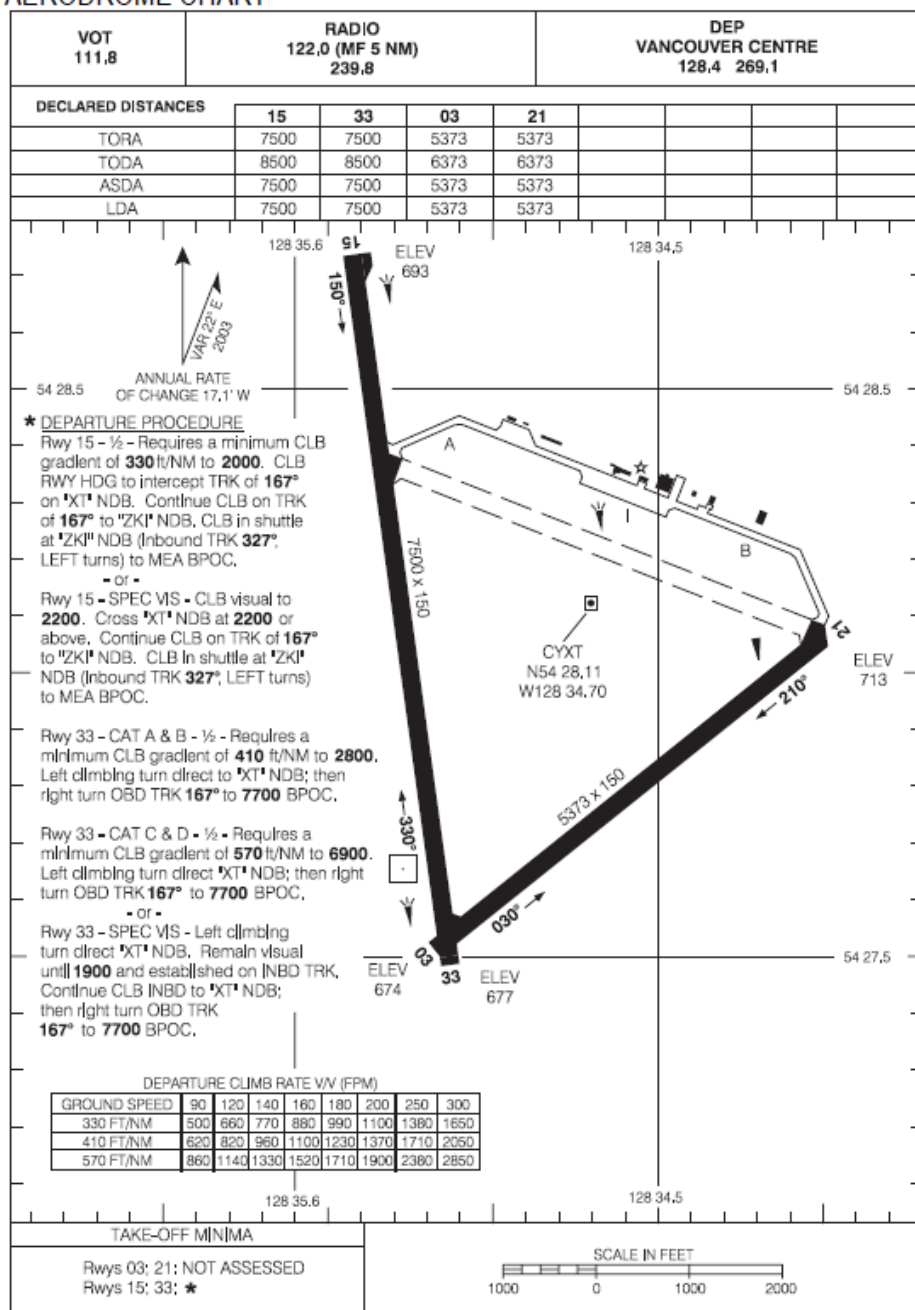 AERODROME CHART
VOT
111.8
RADIO
122.0 (MF 5 NM)
239.8
DEP
VANCOUVER CENTRE
128.4 269.1
DECLARED DISTANCES 15 33 03 21
TORA 7500 7500 5373 5373
TODA 8500 8500 6373 6373
ASDA 7500 7500 5373 5373
LDA 7500 7500 5373 5373
128 35.6
128 34.5
15
ELEV
693
150°
VAR 22° E
2003
ANNUAL RATE
OF CHANGE 17.1' W
54 28.5
54 28.5
* DEPARTURE PROCEDURE
Rwy 15 - ½ - Requires a minimum CLB
gradient of 330 ft/NM to 2000. CLB
RWY HDG to intercept TRK of 167°
on "XT" NDB. Continue CLB on TRK
of 167° to "ZKI" NDB. CLB in shuttle
at "ZKI" NDB (Inbound TRK 327°,
LEFT turns) to MEA BPOC.
- or -
Rwy 15 - SPEC VIS - CLB visual to
2200. Cross "XT" NDB at 2200 or
above. Continue CLB on TRK of 167°
to "ZKI" NDB. CLB in shuttle at "ZKI"
NDB (Inbound TRK 327°, LEFT turns)
to MEA BPOC.
Rwy 33 - CAT A & B - ½ - Requires a
minimum CLB gradient of 410 ft/NM to 2800.
Left climbing turn direct to "XT" NDB; then
right turn OBD TRK 167° to 7700 BPOC.
Rwy 33 - CAT C & D - ½ - Requires a
minimum CLB gradient of 570 ft/NM to 6900.
Left climbing turn direct "XT" NDB; then right
turn OBD TRK 167° to 7700 BPOC.
- or -
Rwy 33 - SPEC VIS - Left climbing
turn direct "XT" NDB. Remain visual
until 1900 and established on INBD TRK.
Continue CLB INBD to "XT" NDB;
then right turn OBD TRK
167° to 7700 BPOC.
A
I
B
7500 x 150
CYXT
N54 28.11
W128 34.70
21
ELEV
713
210°
5373 x 150
330°
030°
03
33
ELEV
674
ELEV
677
54 27.5
DEPARTURE CLIMB RATE V/V (FPM)
GROUND SPEED 90 120 140 160 180 200 250 300
330 FT/NM 500 660 770 880 990 1100 1380 1650
410 FT/NM 620 820 960 1100 1230 1370 1710 2050
570 FT/NM 860 1140 1330 1520 1710 1900 2380 2850
128 35.6
128 34.5
TAKE-OFF MINIMA
Rwys 03; 21: NOT ASSESSED
Rwys 15; 33: *
SCALE IN FEET
1000 0 1000 2000